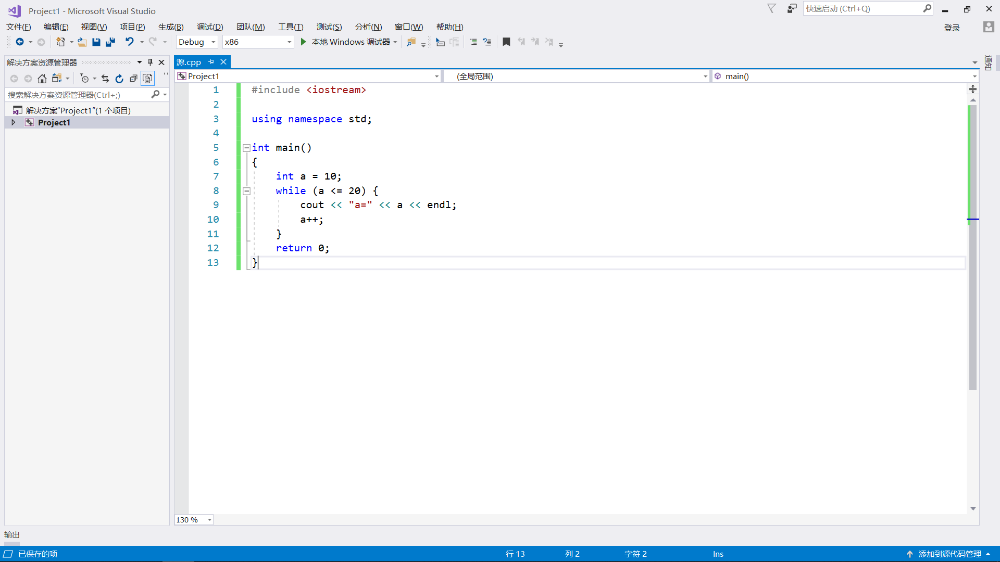 Project1 - Microsoft Visual Studio
快速启动 (Ctrl+Q)
文件(F) 编辑(E) 视图(V) 项目(P) 生成(B) 调试(D) 团队(M) 工具(T) 测试(S) 分析(N) 窗口(W) 帮助(H)
登录
Debug x86 本地 Windows 调试器
解决方案资源管理器
搜索解决方案资源管理器(Ctrl+;)
解决方案“Project1”(1 个项目)
Project1
源.cpp
Project1 (全局范围) main()
1 #include <iostream>
2
3 using namespace std;
4
5 int main()
6 {
7 int a = 10;
8 while (a <= 20) {
9 cout << "a=" << a << endl;
10 a++;
11 }
12 return 0;
13 }
130 %
通知
输出
已保存的项 行 13 列 2 字符 2 Ins 添加到源代码管理